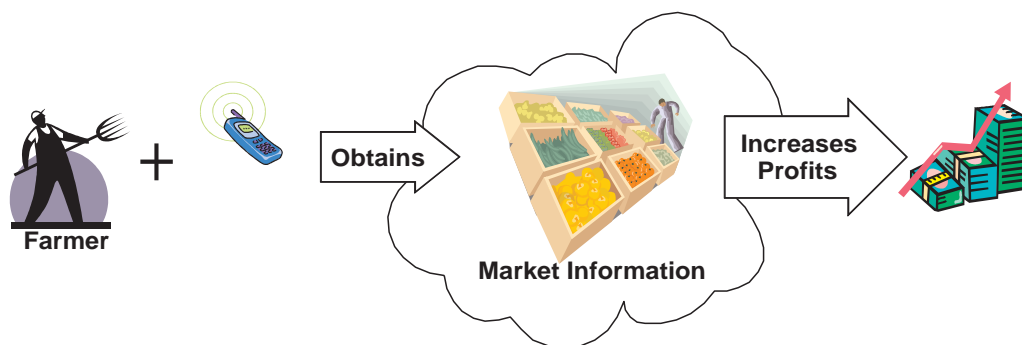 Farmer
+
Obtains
Market Information
Increases
Profits